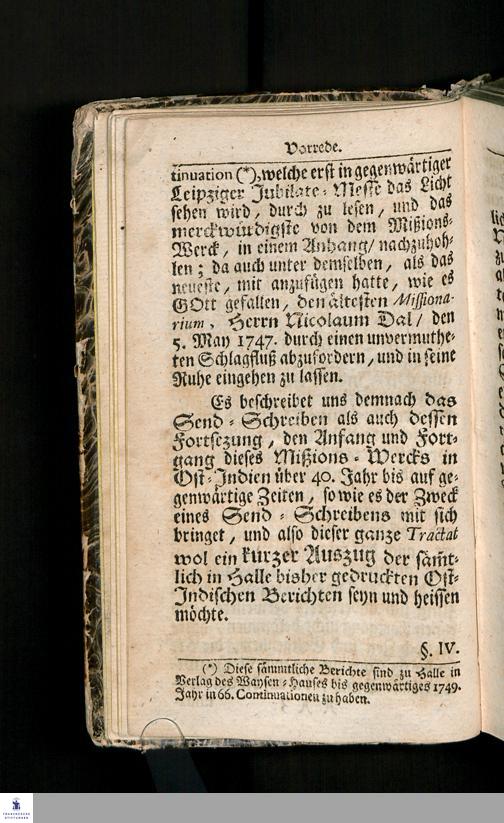 Vorrede.
tinuation (*), welche erst in gegenwärtiger
Leipziger Jubilate-Messe das Licht
sehen wird, durch zu lesen, und das
merckwürdigste von dem Mißions-
Werck, in einem Anhang/ nachzuhoh-
len; da auch unter demselben, als das
neueste, mit anzufügen hatte, wie es
GOtt gefallen, den ältesten Missiona-
rium, Herrn Nicolaum Dal/ den
5. May 1747. durch einen unvermuthe-
ten Schlagfluß abzufordern, und in seine
Ruhe eingehen zu lassen.
Es beschreibet uns demnach das
Send-Schreiben als auch dessen
Fortsezung, den Anfang und Fort-
gang dieses Mißions-Wercks in
Ost-Indien über 40. Jahr bis auf ge-
genwärtige Zeiten, so wie es der Zweck
eines Send-Schreibens mit sich
bringet, und also dieser ganze Tractat
wol ein kurzer Auszug der sämt-
lich in Halle bisher gedruckten Ost-
Indischen Berichten seyn und heissen
möchte.
§. IV.
(*) Diese sämmtliche Berichte sind zu Halle in
Verlag des Waysen-Hauses bis gegenwärtiges 1749.
Jahr in 66. Continuationen zu haben.
FRANCKESCHE
STIFTUNGEN